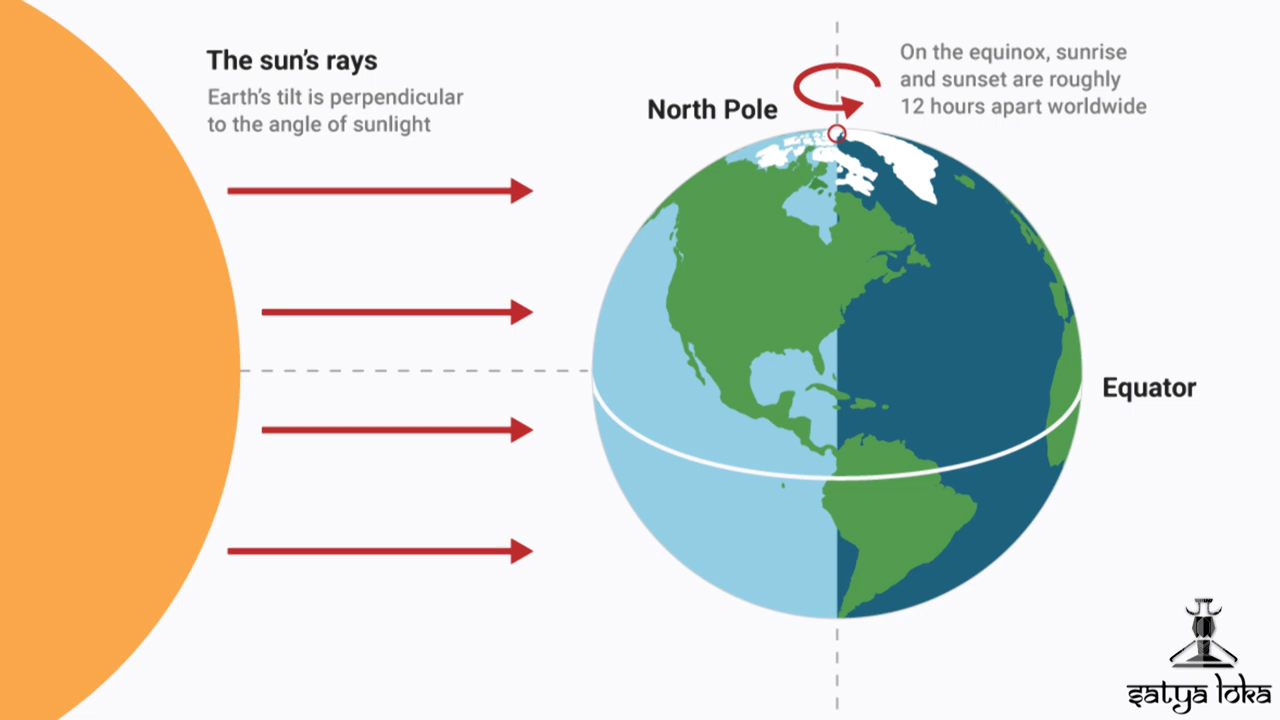 The sun's rays
Earth's tilt is perpendicular
to the angle of sunlight
On the equinox, sunrise
and sunset are roughly
12 hours apart worldwide
North Pole
Equator
satya loka